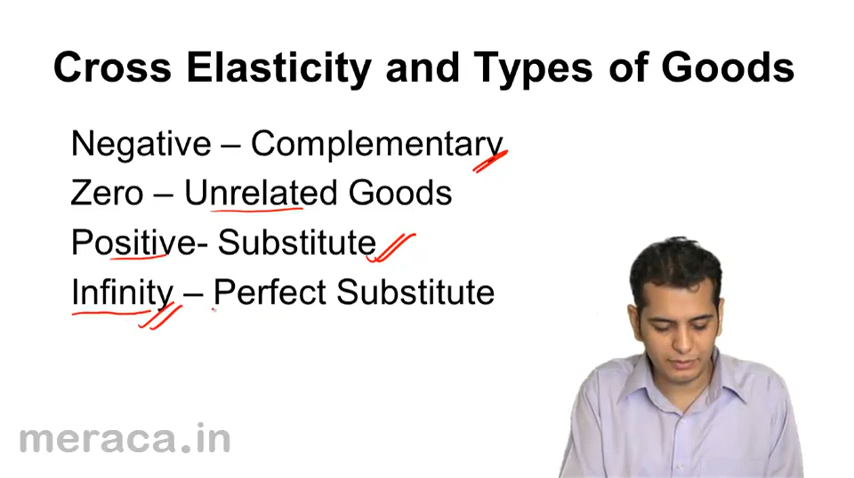 Cross Elasticity and Types of Goods
Negative – Complementary
Zero – Unrelated Goods
Positive- Substitute
Infinity – Perfect Substitute
meraca.in